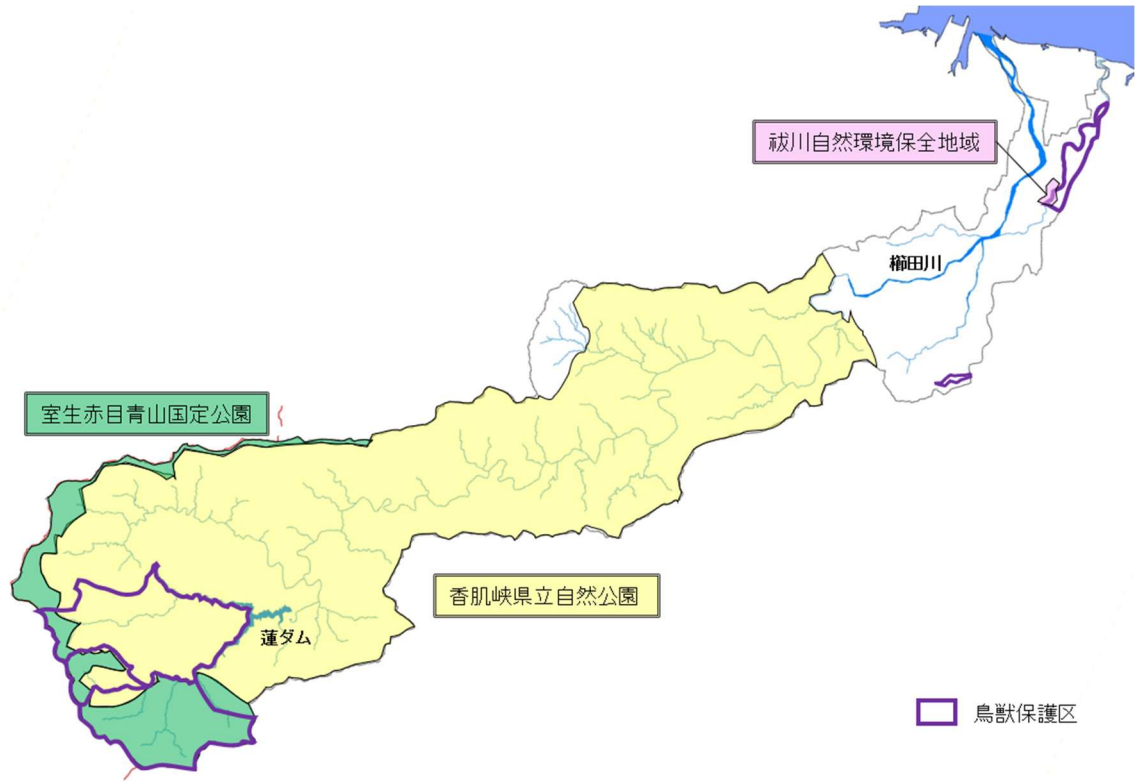 祓川自然環境保全地域
櫛田川
室生赤目青山国定公園
香肌峡県立自然公園
蓮ダム
鳥獣保護区